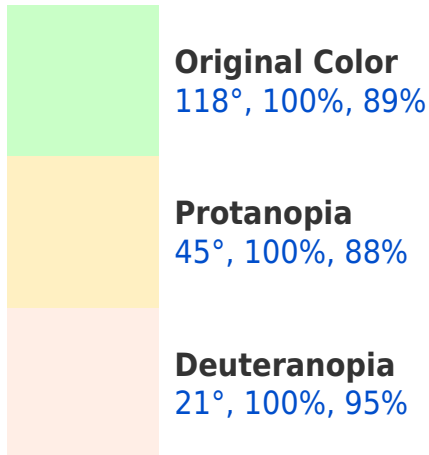 Original Color
118°, 100%, 89%
Protanopia
45°, 100%, 88%
Deuteranopia
21°, 100%, 95%